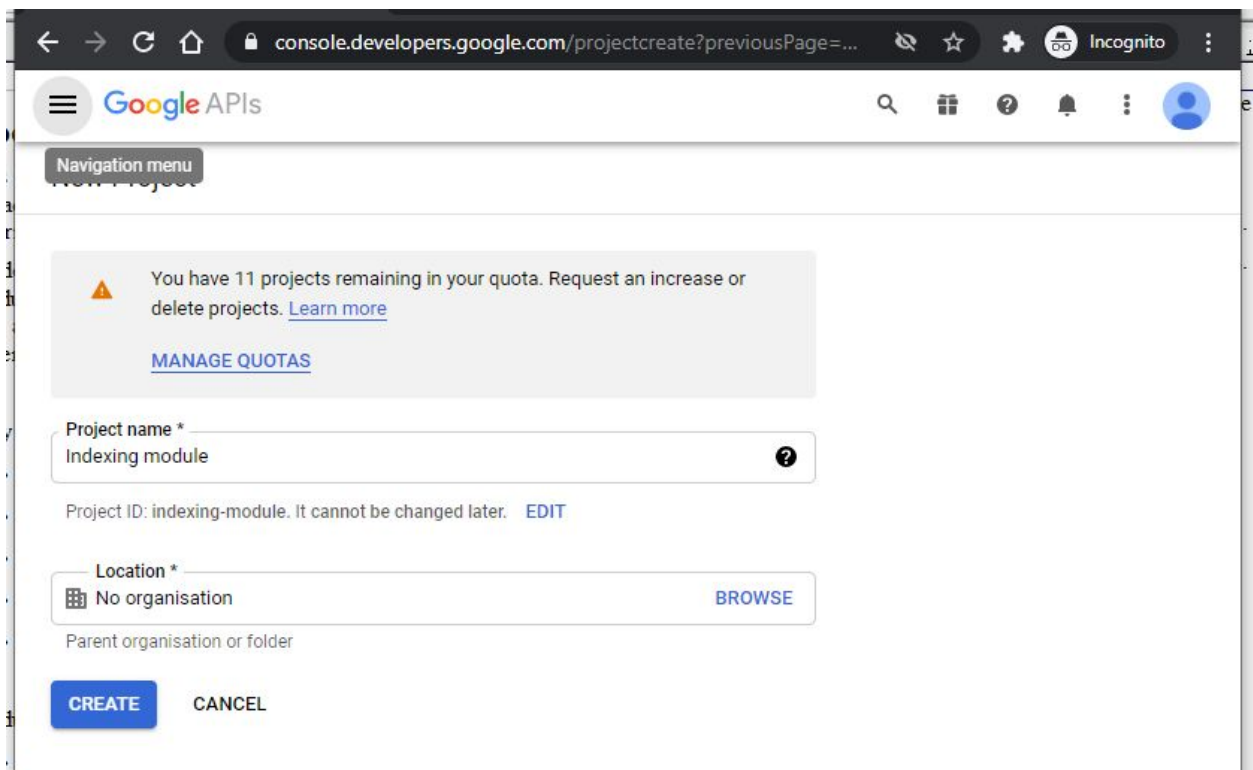 console.developers.google.com/projectcreate?previousPage=...
Incognito
Google APIs
Navigation menu
You have 11 projects remaining in your quota. Request an increase or
delete projects. Learn more
MANAGE QUOTAS
Project name *
Indexing module
Project ID: indexing-module. It cannot be changed later. EDIT
Location *
No organisation BROWSE
Parent organisation or folder
CREATE CANCEL